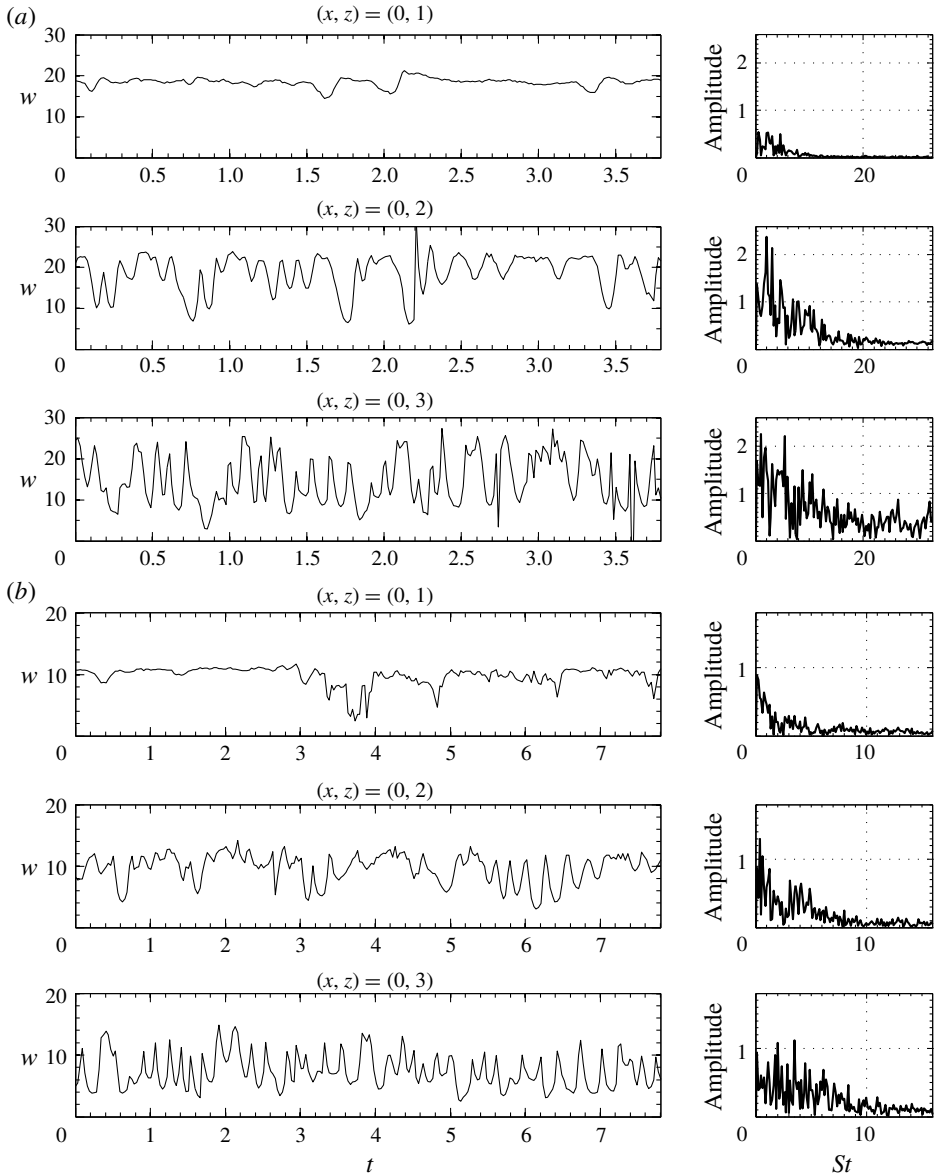 (a)
(x, z) = (0, 1)
30
20
w
10
0
0.5 1.0 1.5 2.0 2.5 3.0 3.5
Amplitude
2
1
0
20
(x, z) = (0, 2)
30
20
w
10
0
0.5 1.0 1.5 2.0 2.5 3.0 3.5
Amplitude
2
1
0
20
(x, z) = (0, 3)
30
20
w
10
0
0.5 1.0 1.5 2.0 2.5 3.0 3.5
Amplitude
2
1
0
20
(b)
(x, z) = (0, 1)
20
w 10
0
1 2 3 4 5 6 7
Amplitude
1
0
10
(x, z) = (0, 2)
20
w 10
0
1 2 3 4 5 6 7
Amplitude
1
0
10
(x, z) = (0, 3)
20
w 10
0
1 2 3 4 5 6 7
t
Amplitude
1
0
10
St